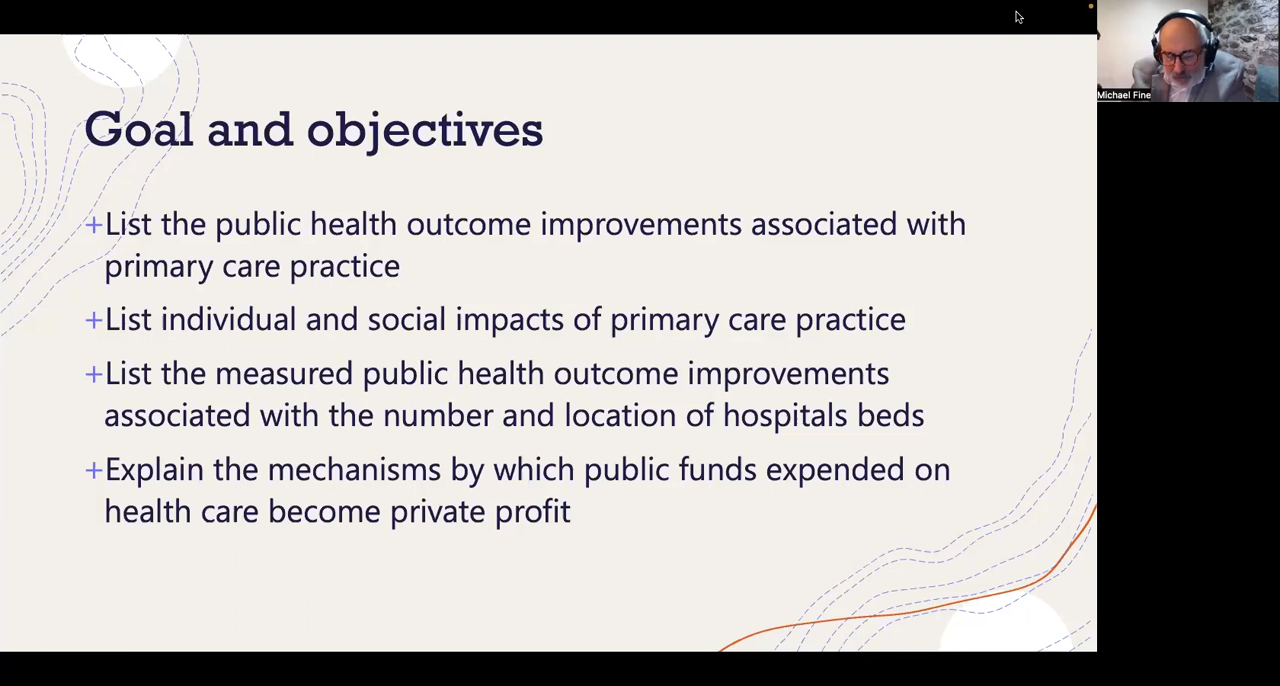 Goal and objectives
+List the public health outcome improvements associated with
primary care practice
+List individual and social impacts of primary care practice
+List the measured public health outcome improvements
associated with the number and location of hospitals beds
+Explain the mechanisms by which public funds expended on
health care become private profit
Michael Fine